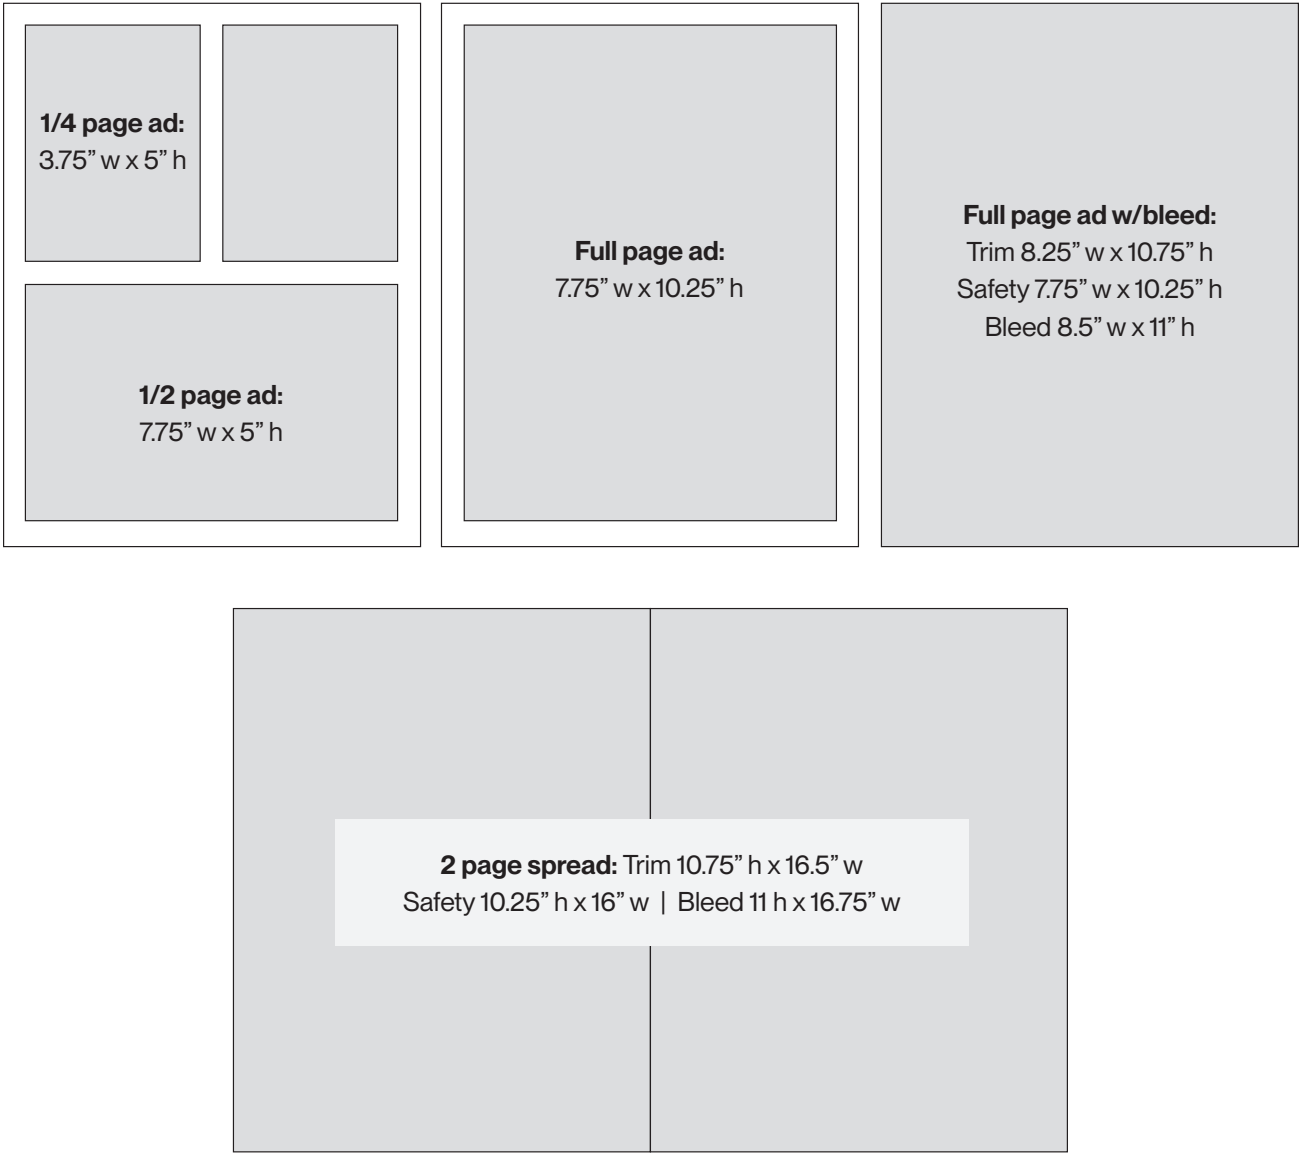 1/4 page ad:
3.75” w x 5” h
1/2 page ad:
7.75” w x 5” h
Full page ad:
7.75” w x 10.25” h
Full page ad w/bleed:
Trim 8.25” w x 10.75” h
Safety 7.75” w x 10.25” h
Bleed 8.5” w x 11” h
2 page spread: Trim 10.75” h x 16.5” w
Safety 10.25” h x 16” w | Bleed 11 h x 16.75” w